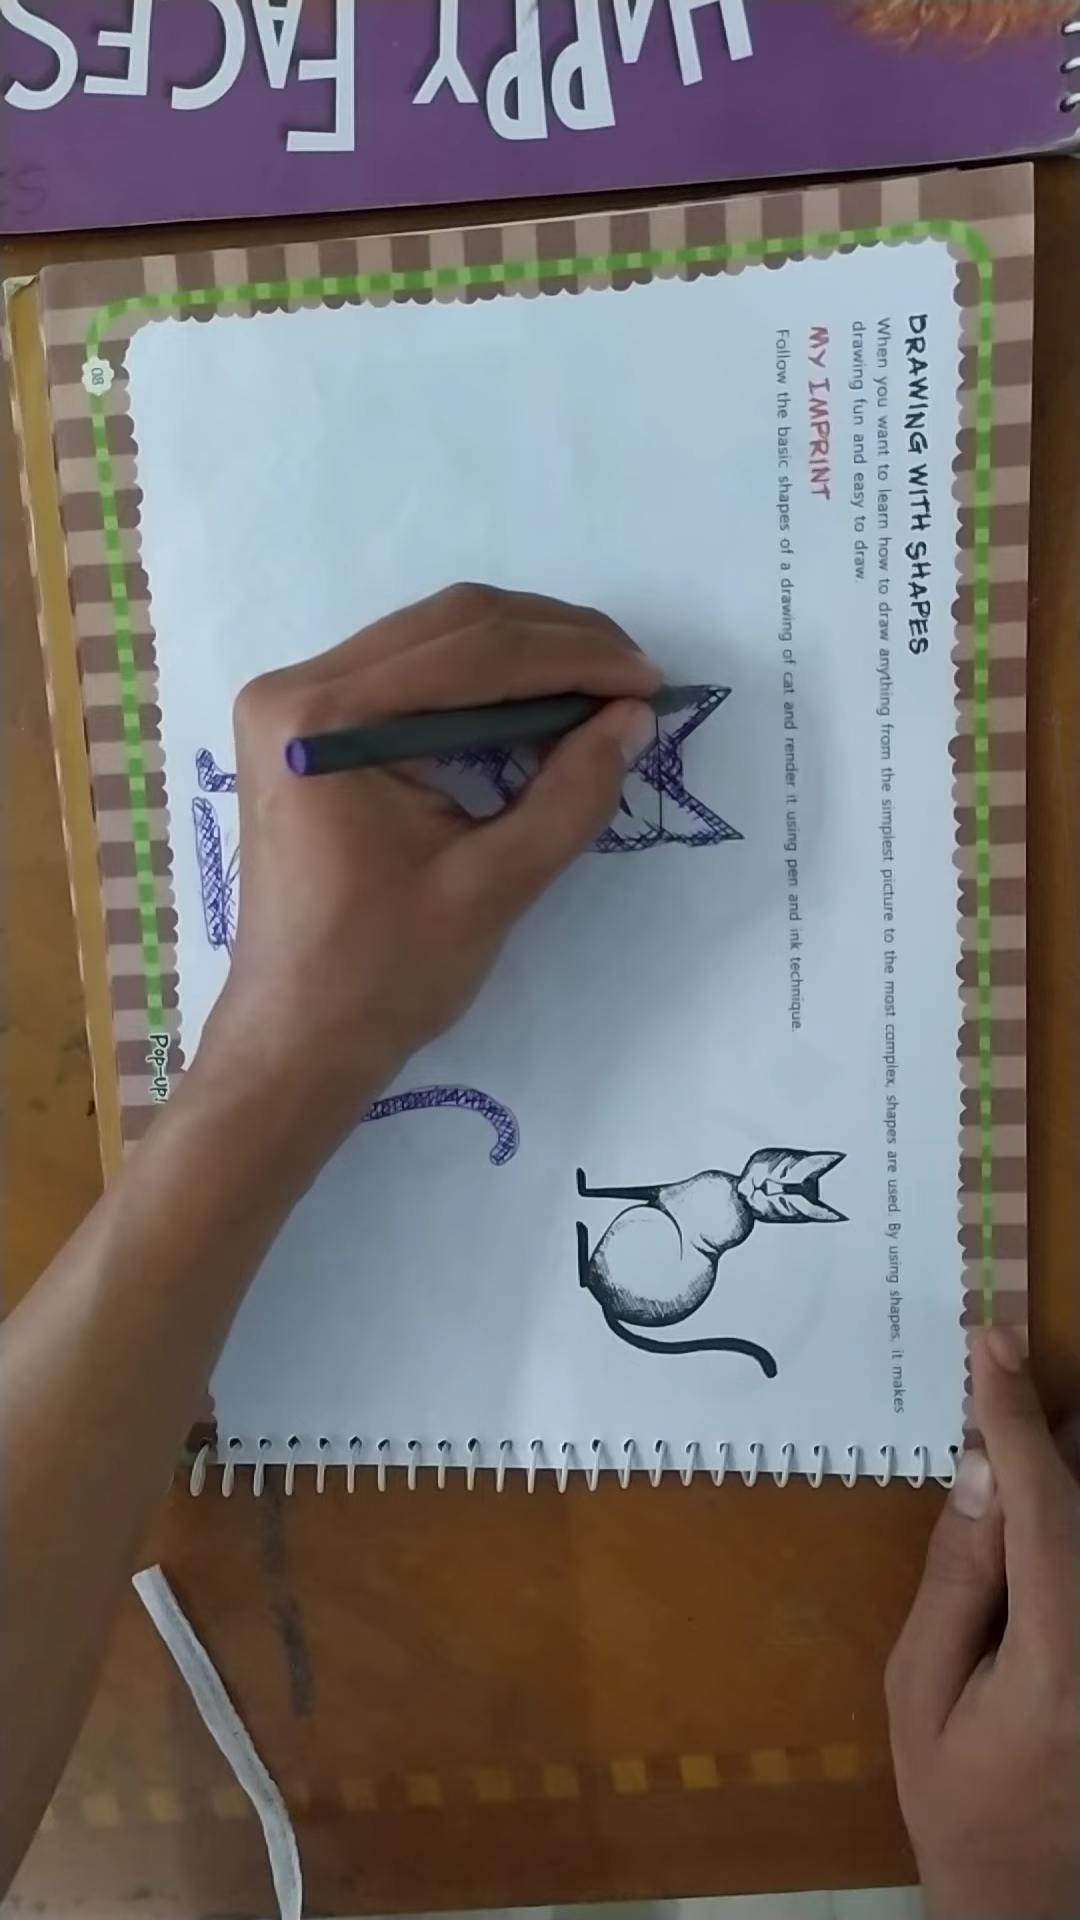 HAPPY FACES
DRAWING WITH SHAPES
When you want to learn how to draw anything from the simplest picture to the most complex, shapes are used. By using shapes, it makes
drawing fun and easy to draw.
MY IMPRINT
Follow the basic shapes of a drawing of cat and render it using pen and ink technique.
08
Pop-up!